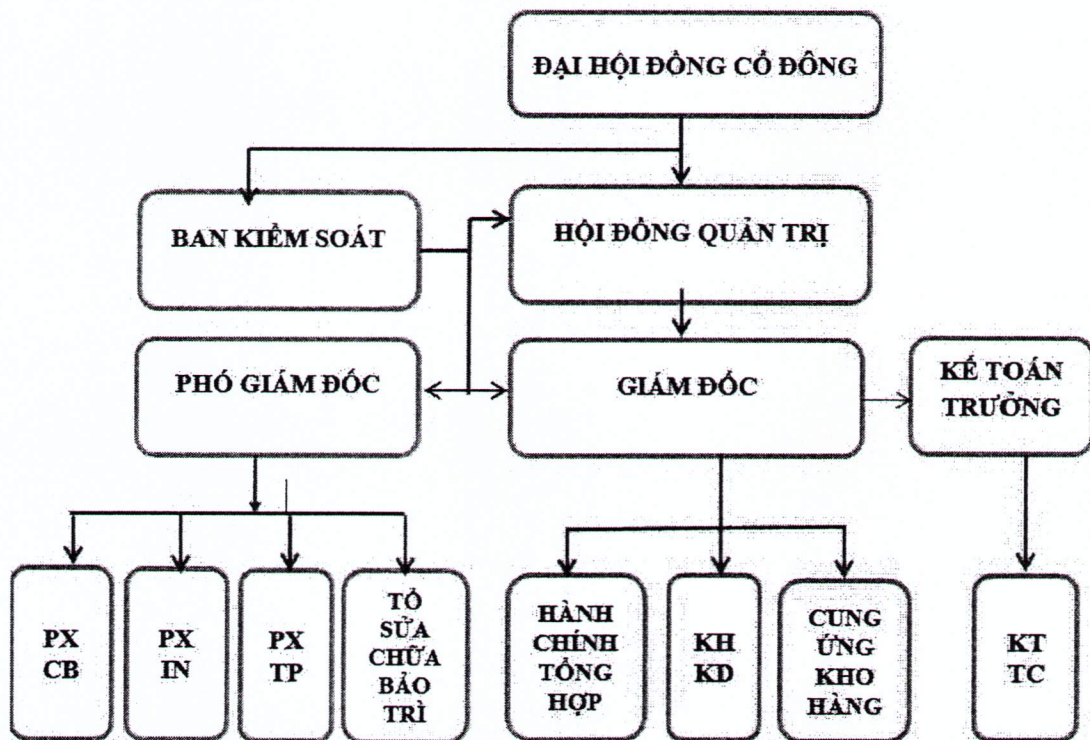 ĐẠI HỘI ĐỒNG CỔ ĐÔNG
BAN KIỂM SOÁT
HỘI ĐỒNG QUẢN TRỊ
PHÓ GIÁM ĐỐC
GIÁM ĐỐC
KẾ TOÁN
TRƯỞNG
PX
CB
PX
IN
PX
TP
TỔ
SỬA
CHỮA
BẢO
TRÌ
HÀNH
CHÍNH
TỔNG
HỢP
KH
KD
CUNG
ỨNG
KHO
HÀNG
KT
TC